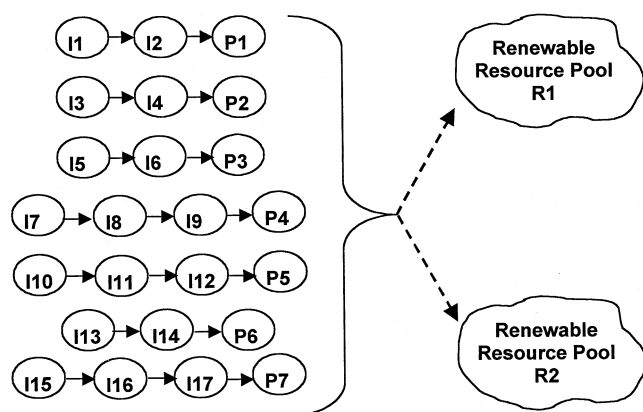 I1 I2 P1
I3 I4 P2
I5 I6 P3
I7 I8 I9 P4
I10 I11 I12 P5
I13 I14 P6
I15 I16 I17 P7
Renewable
Resource Pool
R1
Renewable
Resource Pool
R2